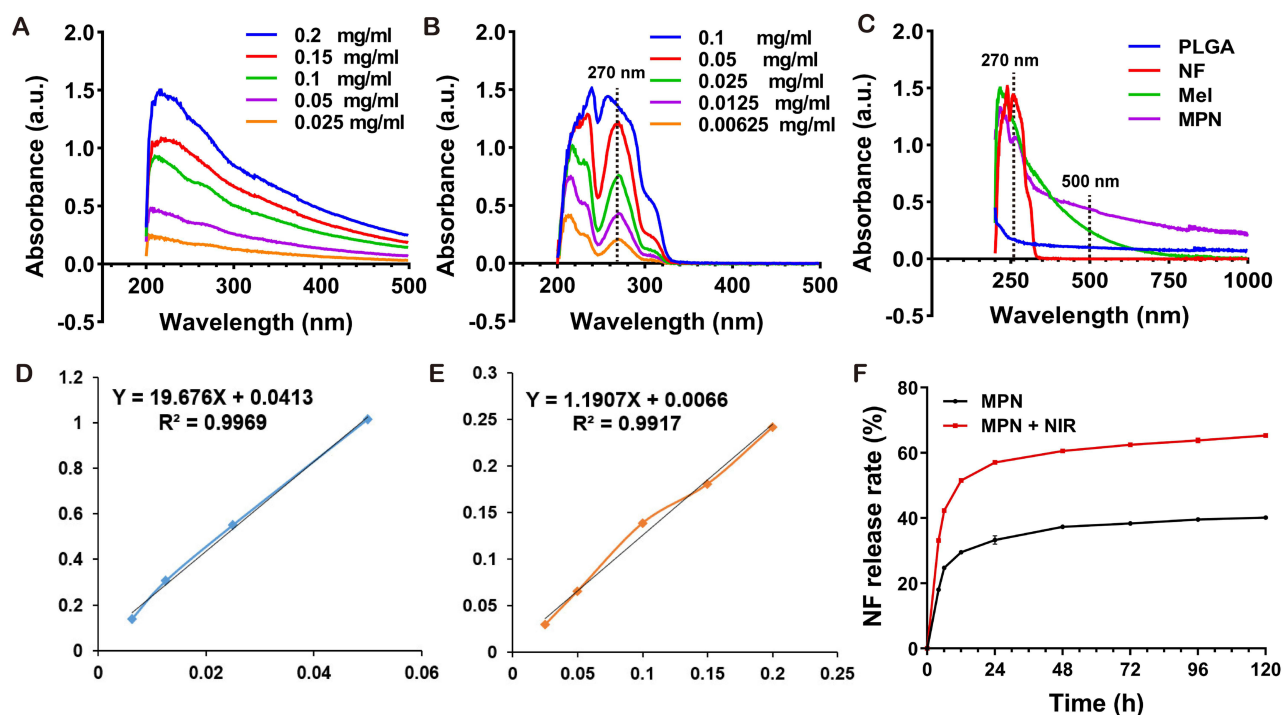 A
2.0
1.5
1.0
0.5
0.0
-0.5
Absorbance (a.u.)
200 300 400 500
Wavelength (nm)
0.2 mg/ml
0.15 mg/ml
0.1 mg/ml
0.05 mg/ml
0.025 mg/ml
B
2.0
1.5
1.0
0.5
0.0
-0.5
Absorbance (a.u.)
200 300 400 500
Wavelength (nm)
270 nm
0.1 mg/ml
0.05 mg/ml
0.025 mg/ml
0.0125 mg/ml
0.00625 mg/ml
C
2.0
1.5
1.0
0.5
0.0
-0.5
Absorbance (a.u.)
250 500 750 1000
Wavelength (nm)
270 nm
500 nm
PLGA
NF
Mel
MPN
D
1.2
1
0.8
0.6
0.4
0.2
0
0 0.02 0.04 0.06
Y = 19.676X + 0.0413
R² = 0.9969
E
0.3
0.25
0.2
0.15
0.1
0.05
0
0 0.05 0.1 0.15 0.2 0.25
Y = 1.1907X + 0.0066
R² = 0.9917
F
80
60
40
20
0
NF release rate (%)
0 24 48 72 96 120
Time (h)
MPN
MPN + NIR